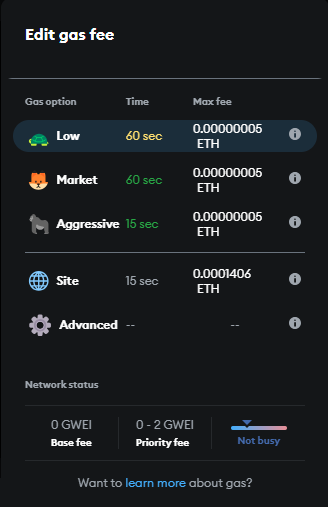 Edit gas fee
Gas option Time Max fee
Low 60 sec 0.00000005
ETH
Market 60 sec 0.00000005
ETH
Aggressive 15 sec 0.00000005
ETH
Site 15 sec 0.0001406
ETH
Advanced -- --
Network status
0 GWEI 0 - 2 GWEI
Base fee Priority fee Not busy
Want to learn more about gas?